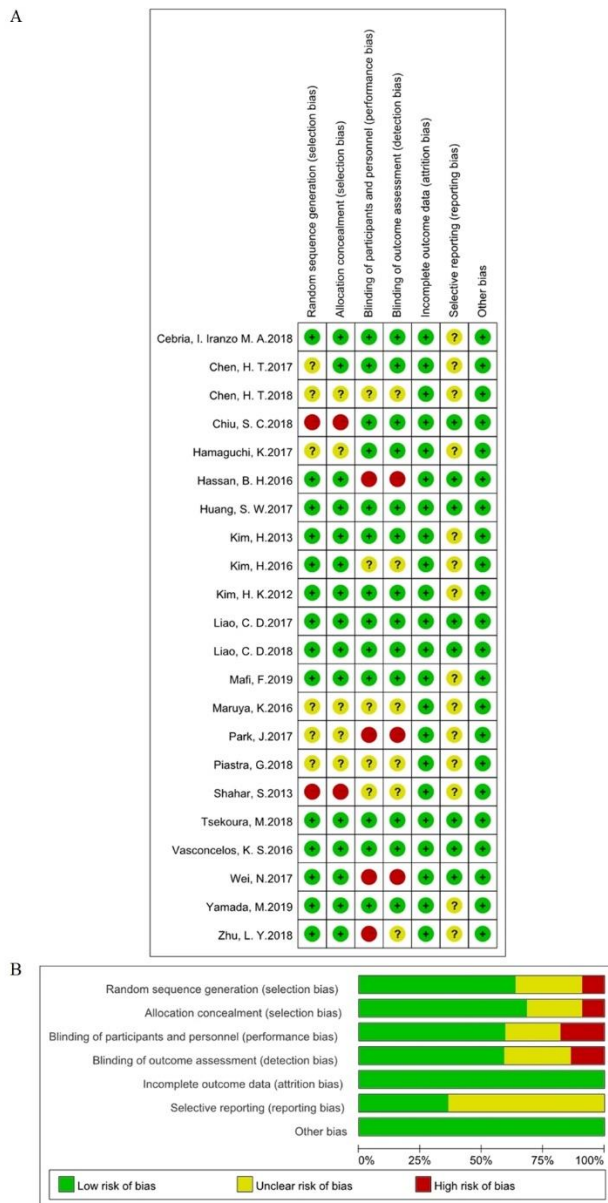 A
Random sequence generation (selection bias)
Allocation concealment (selection bias)
Blinding of participants and personnel (performance bias)
Blinding of outcome assessment (detection bias)
Incomplete outcome data (attrition bias)
Selective reporting (reporting bias)
Other bias
Cebria, I. Iranzo M. A.2018 + + + + + ? +
Chen, H. T.2017 ? + + + + ? +
Chen, H. T.2018 ? ? ? ? + ? +
Chiu, S. C.2018 + + + + +
Hamaguchi, K.2017 ? ? + + + ? +
Hassan, B. H.2016 + + + + +
Huang, S. W.2017 + + + + + + +
Kim, H.2013 + + + + + ? +
Kim, H.2016 + + ? ? + ? +
Kim, H. K.2012 + + + + + ? +
Liao, C. D.2017 + + + + + + +
Liao, C. D.2018 + + + + + + +
Mafi, F.2019 + + + + + ? +
Maruya, K.2016 ? ? ? ? + ? +
Park, J.2017 ? ? + ? +
Piastra, G.2018 ? ? ? ? + ? +
Shahar, S.2013 ? ? + ? +
Tsekoura, M.2018 + + + + + + +
Vasconcelos, K. S.2016 + + + + + + +
Wei, N.2017 + + + + +
Yamada, M.2019 + + + + + ? +
Zhu, L. Y.2018 + + ? + ? +
B
Random sequence generation (selection bias)
Allocation concealment (selection bias)
Blinding of participants and personnel (performance bias)
Blinding of outcome assessment (detection bias)
Incomplete outcome data (attrition bias)
Selective reporting (reporting bias)
Other bias
0% 25% 50% 75% 100%
Low risk of bias Unclear risk of bias High risk of bias